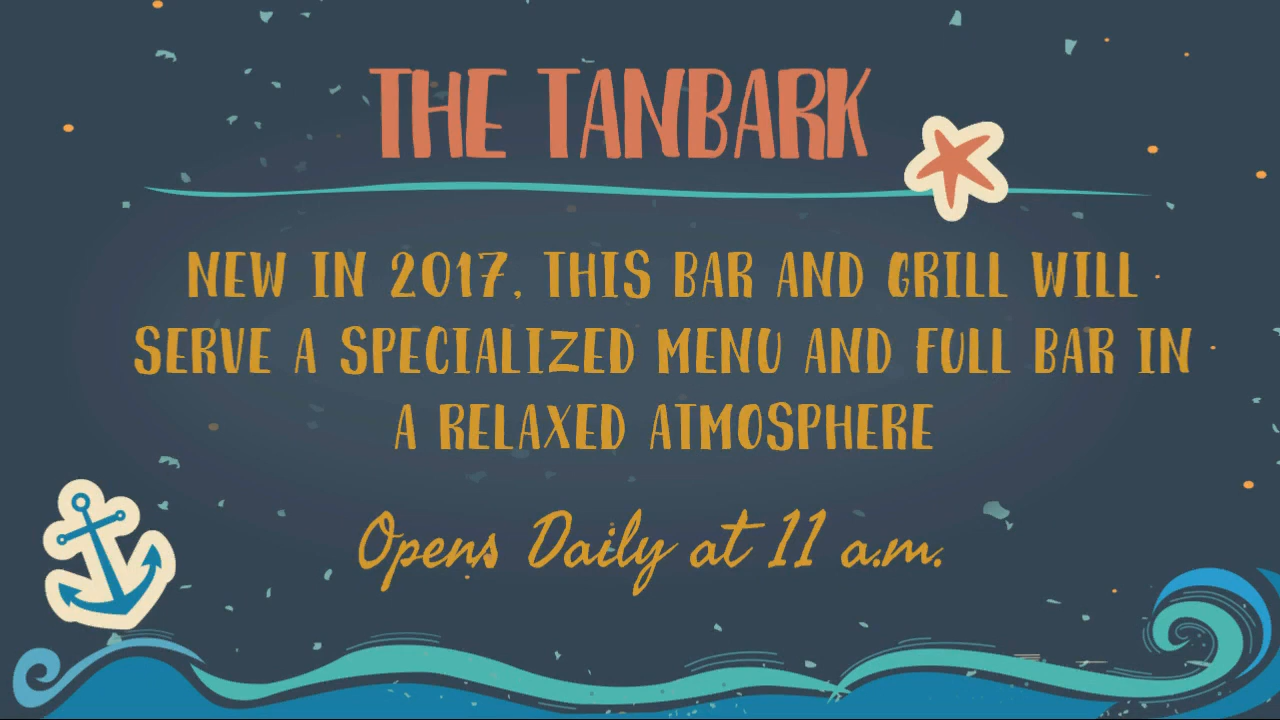 THE TANBARK
NEW IN 2017, THIS BAR AND GRILL WILL
SERVE A SPECIALIZED MENU AND FULL BAR IN
A RELAXED ATMOSPHERE
Opens Daily at 11 a.m.